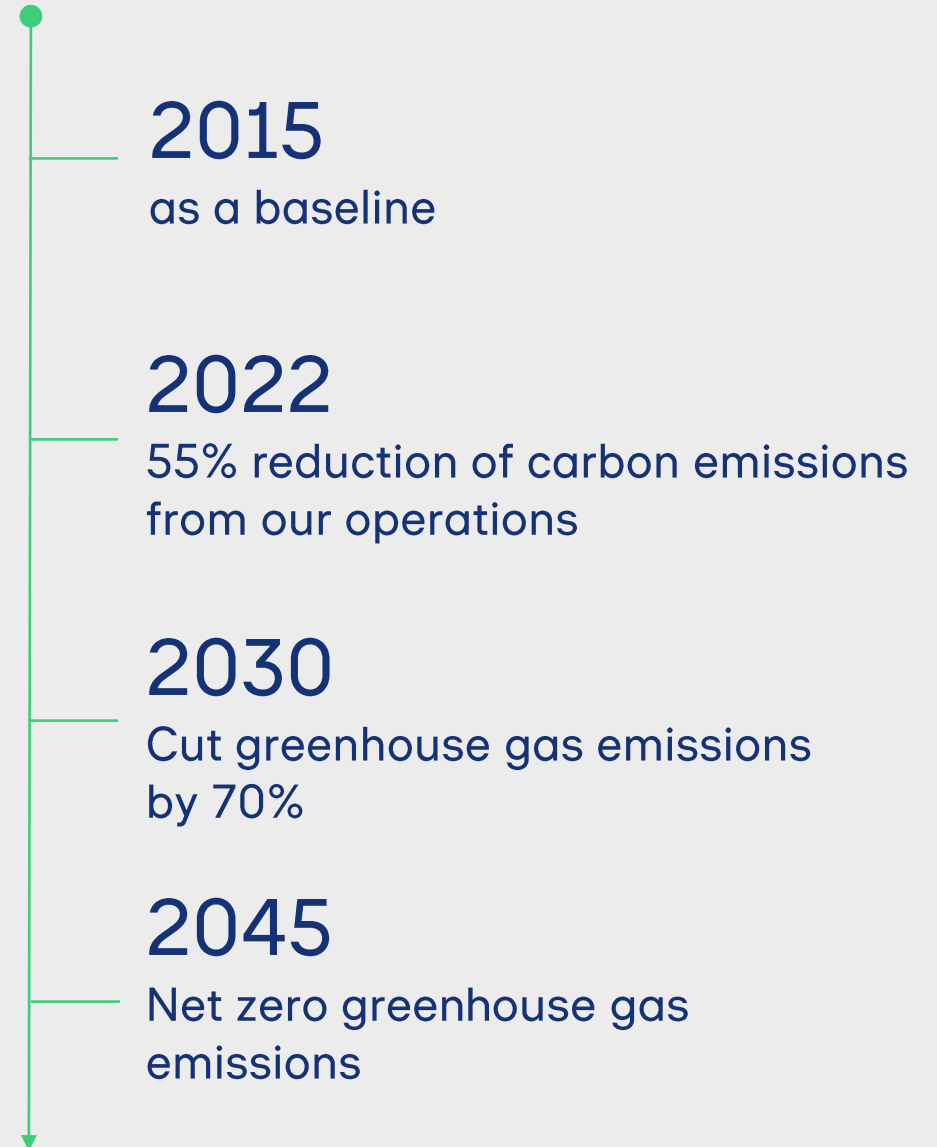 2015
as a baseline
2022
55% reduction of carbon emissions
from our operations
2030
Cut greenhouse gas emissions
by 70%
2045
Net zero greenhouse gas
emissions